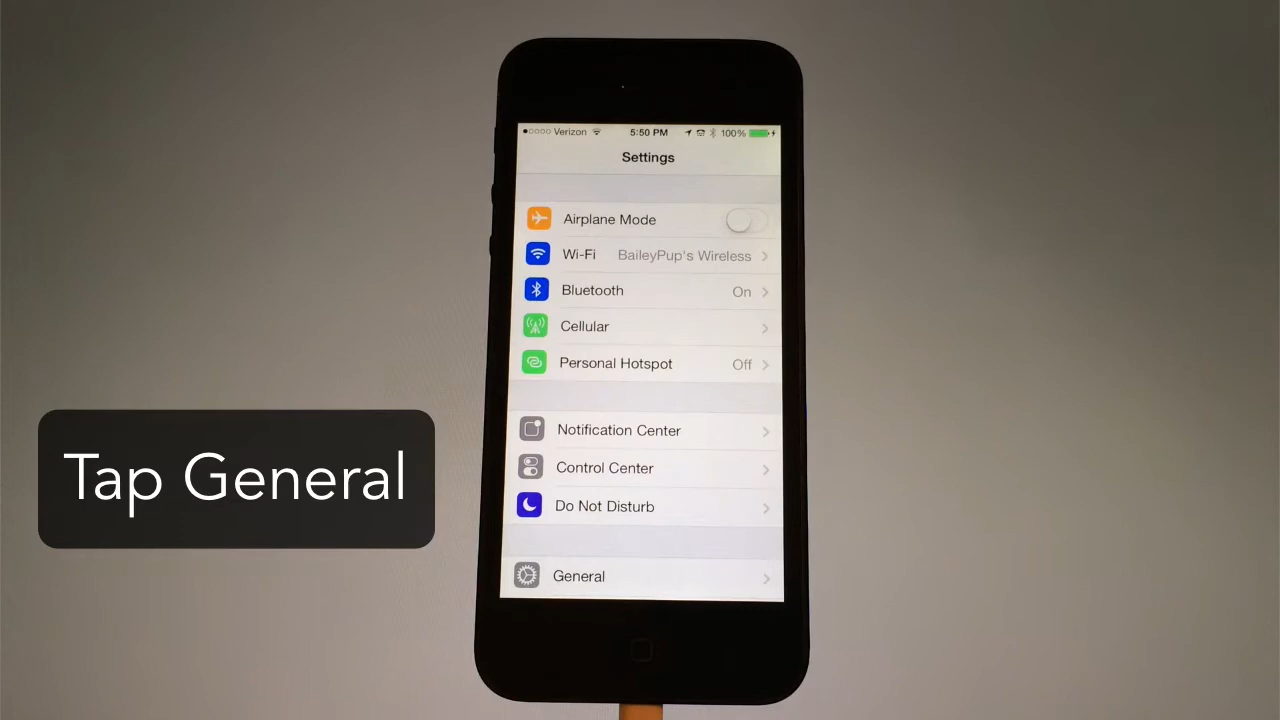 Verizon 5:50 PM 100%
Settings
Airplane Mode
Wi-Fi BaileyPup's Wireless
Bluetooth On
Cellular
Personal Hotspot Off
Notification Center
Control Center
Do Not Disturb
General
Tap General